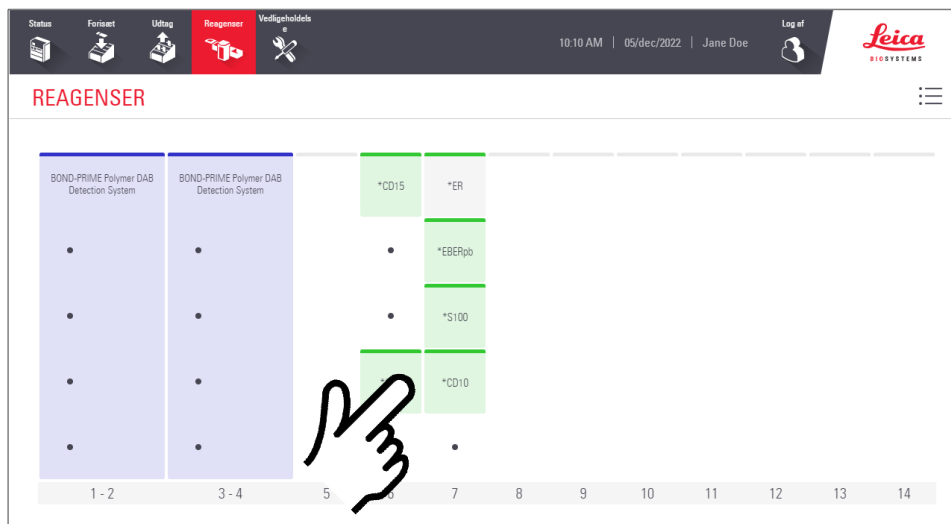 Status
Forisæt
Udtag
Reagenser
Vedligeholdels
e
10:10 AM | 05/dec/2022 | Jane Doe
Log af
Leica
BIOSYSTEMS
REAGENSER
BOND-PRIME Polymer DAB
Detection System
BOND-PRIME Polymer DAB
Detection System
*CD15
*ER
*EBERpb
*S100
*CD10
1 - 2
3 - 4
5
6
7
8
9
10
11
12
13
14